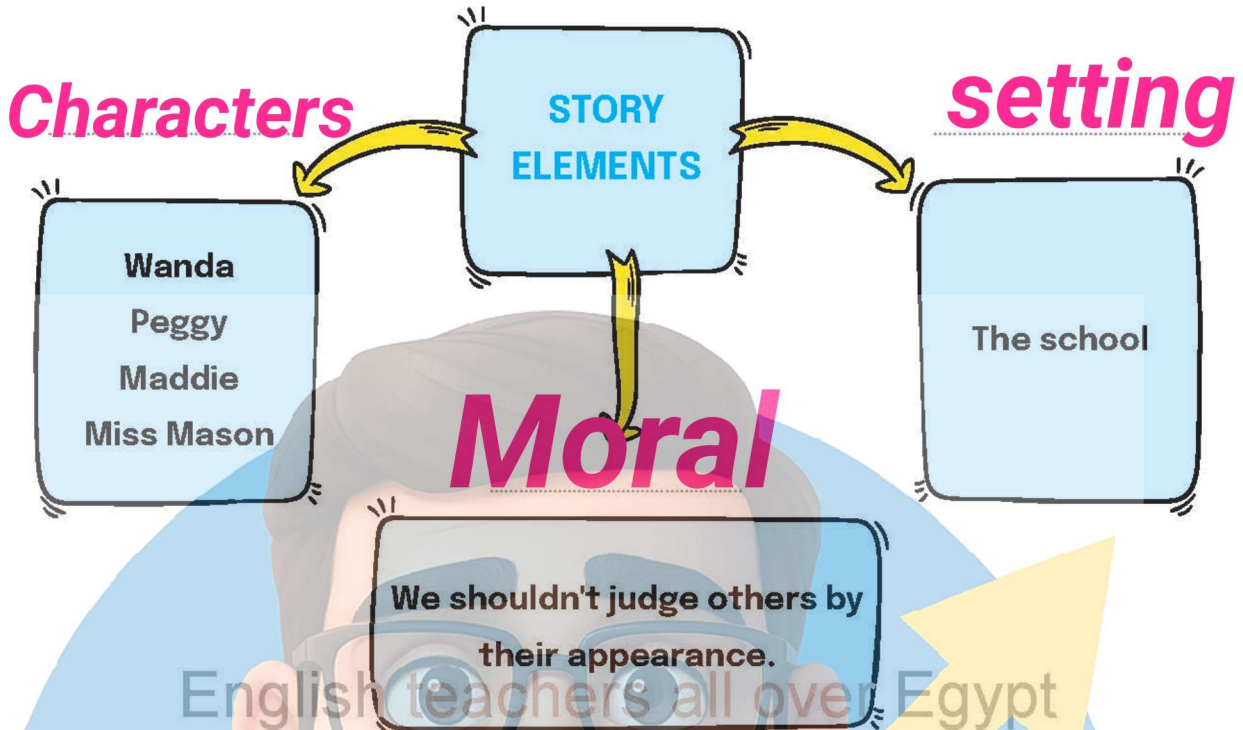 STORY
ELEMENTS
Characters
setting
Wanda
Peggy
Maddie
Miss Mason
The school
Moral
We shouldn't judge others by
their appearance.
English teachers all over Egypt